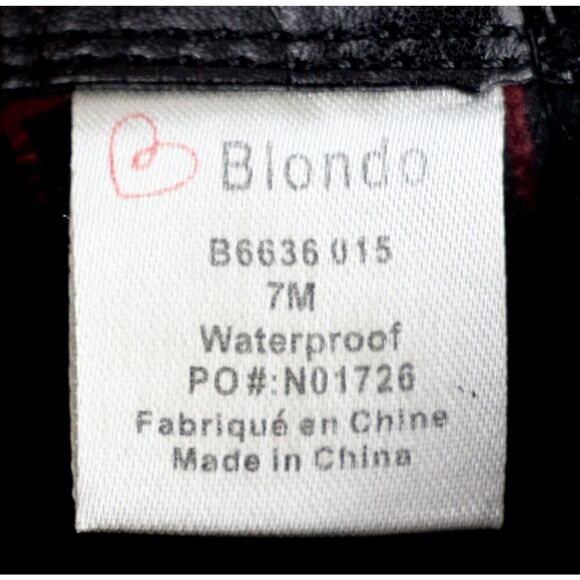 Blondo
B6636 015
7M
Waterproof
PO#:N01726
Fabriqué en Chine
Made in China